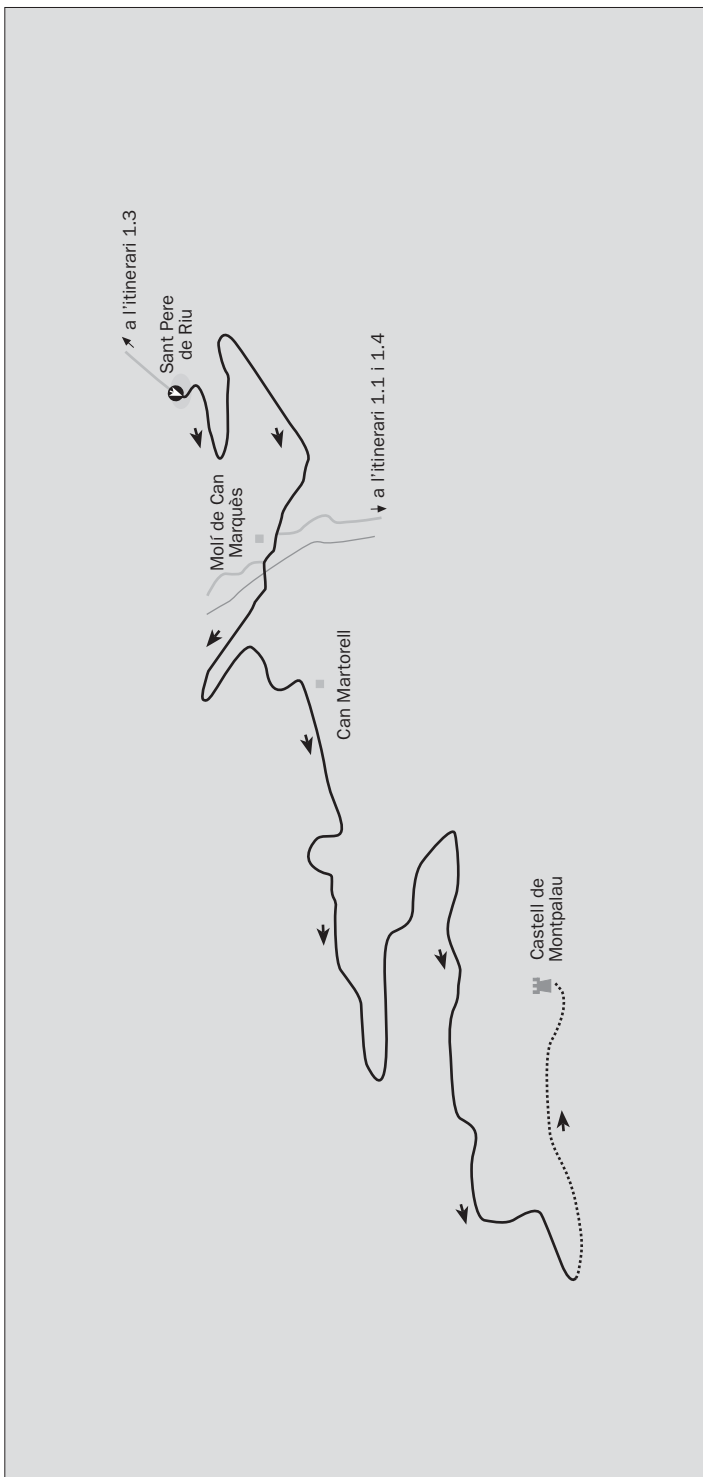 a l'itinerari 1.3
Sant Pere
de Riu
Molí de Can
Marquès
a l'itinerari 1.1 i 1.4
Can Martorell
Castell de
Montpalau